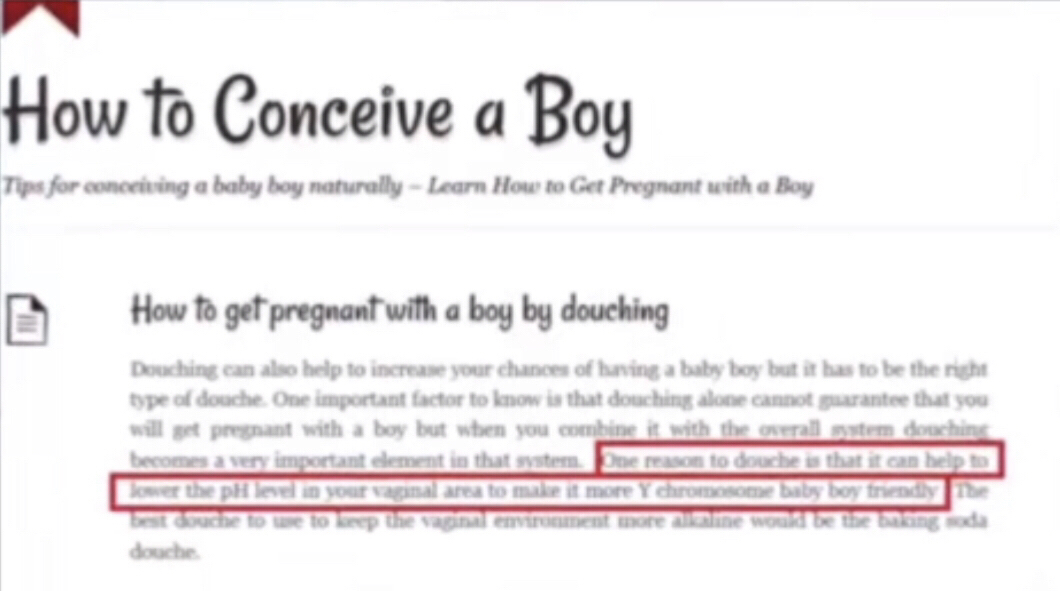 How to Conceive a Boy
Tips for conceiving a baby boy naturally – Learn How to Get Pregnant with a Boy
How to get pregnant with a boy by douching
Douching can also help to increase your chances of having a baby boy but it has to be the right
type of douche. One important factor to know is that douching alone cannot guarantee that you
will get pregnant with a boy but when you combine it with the overall system douching
becomes a very important element in that system. One reason to douche is that it can help to
lower the pH level in your vaginal area to make it more Y chromosome baby boy friendly. The
best douche to use to keep the vaginal environment more alkaline would be the baking soda
douche.